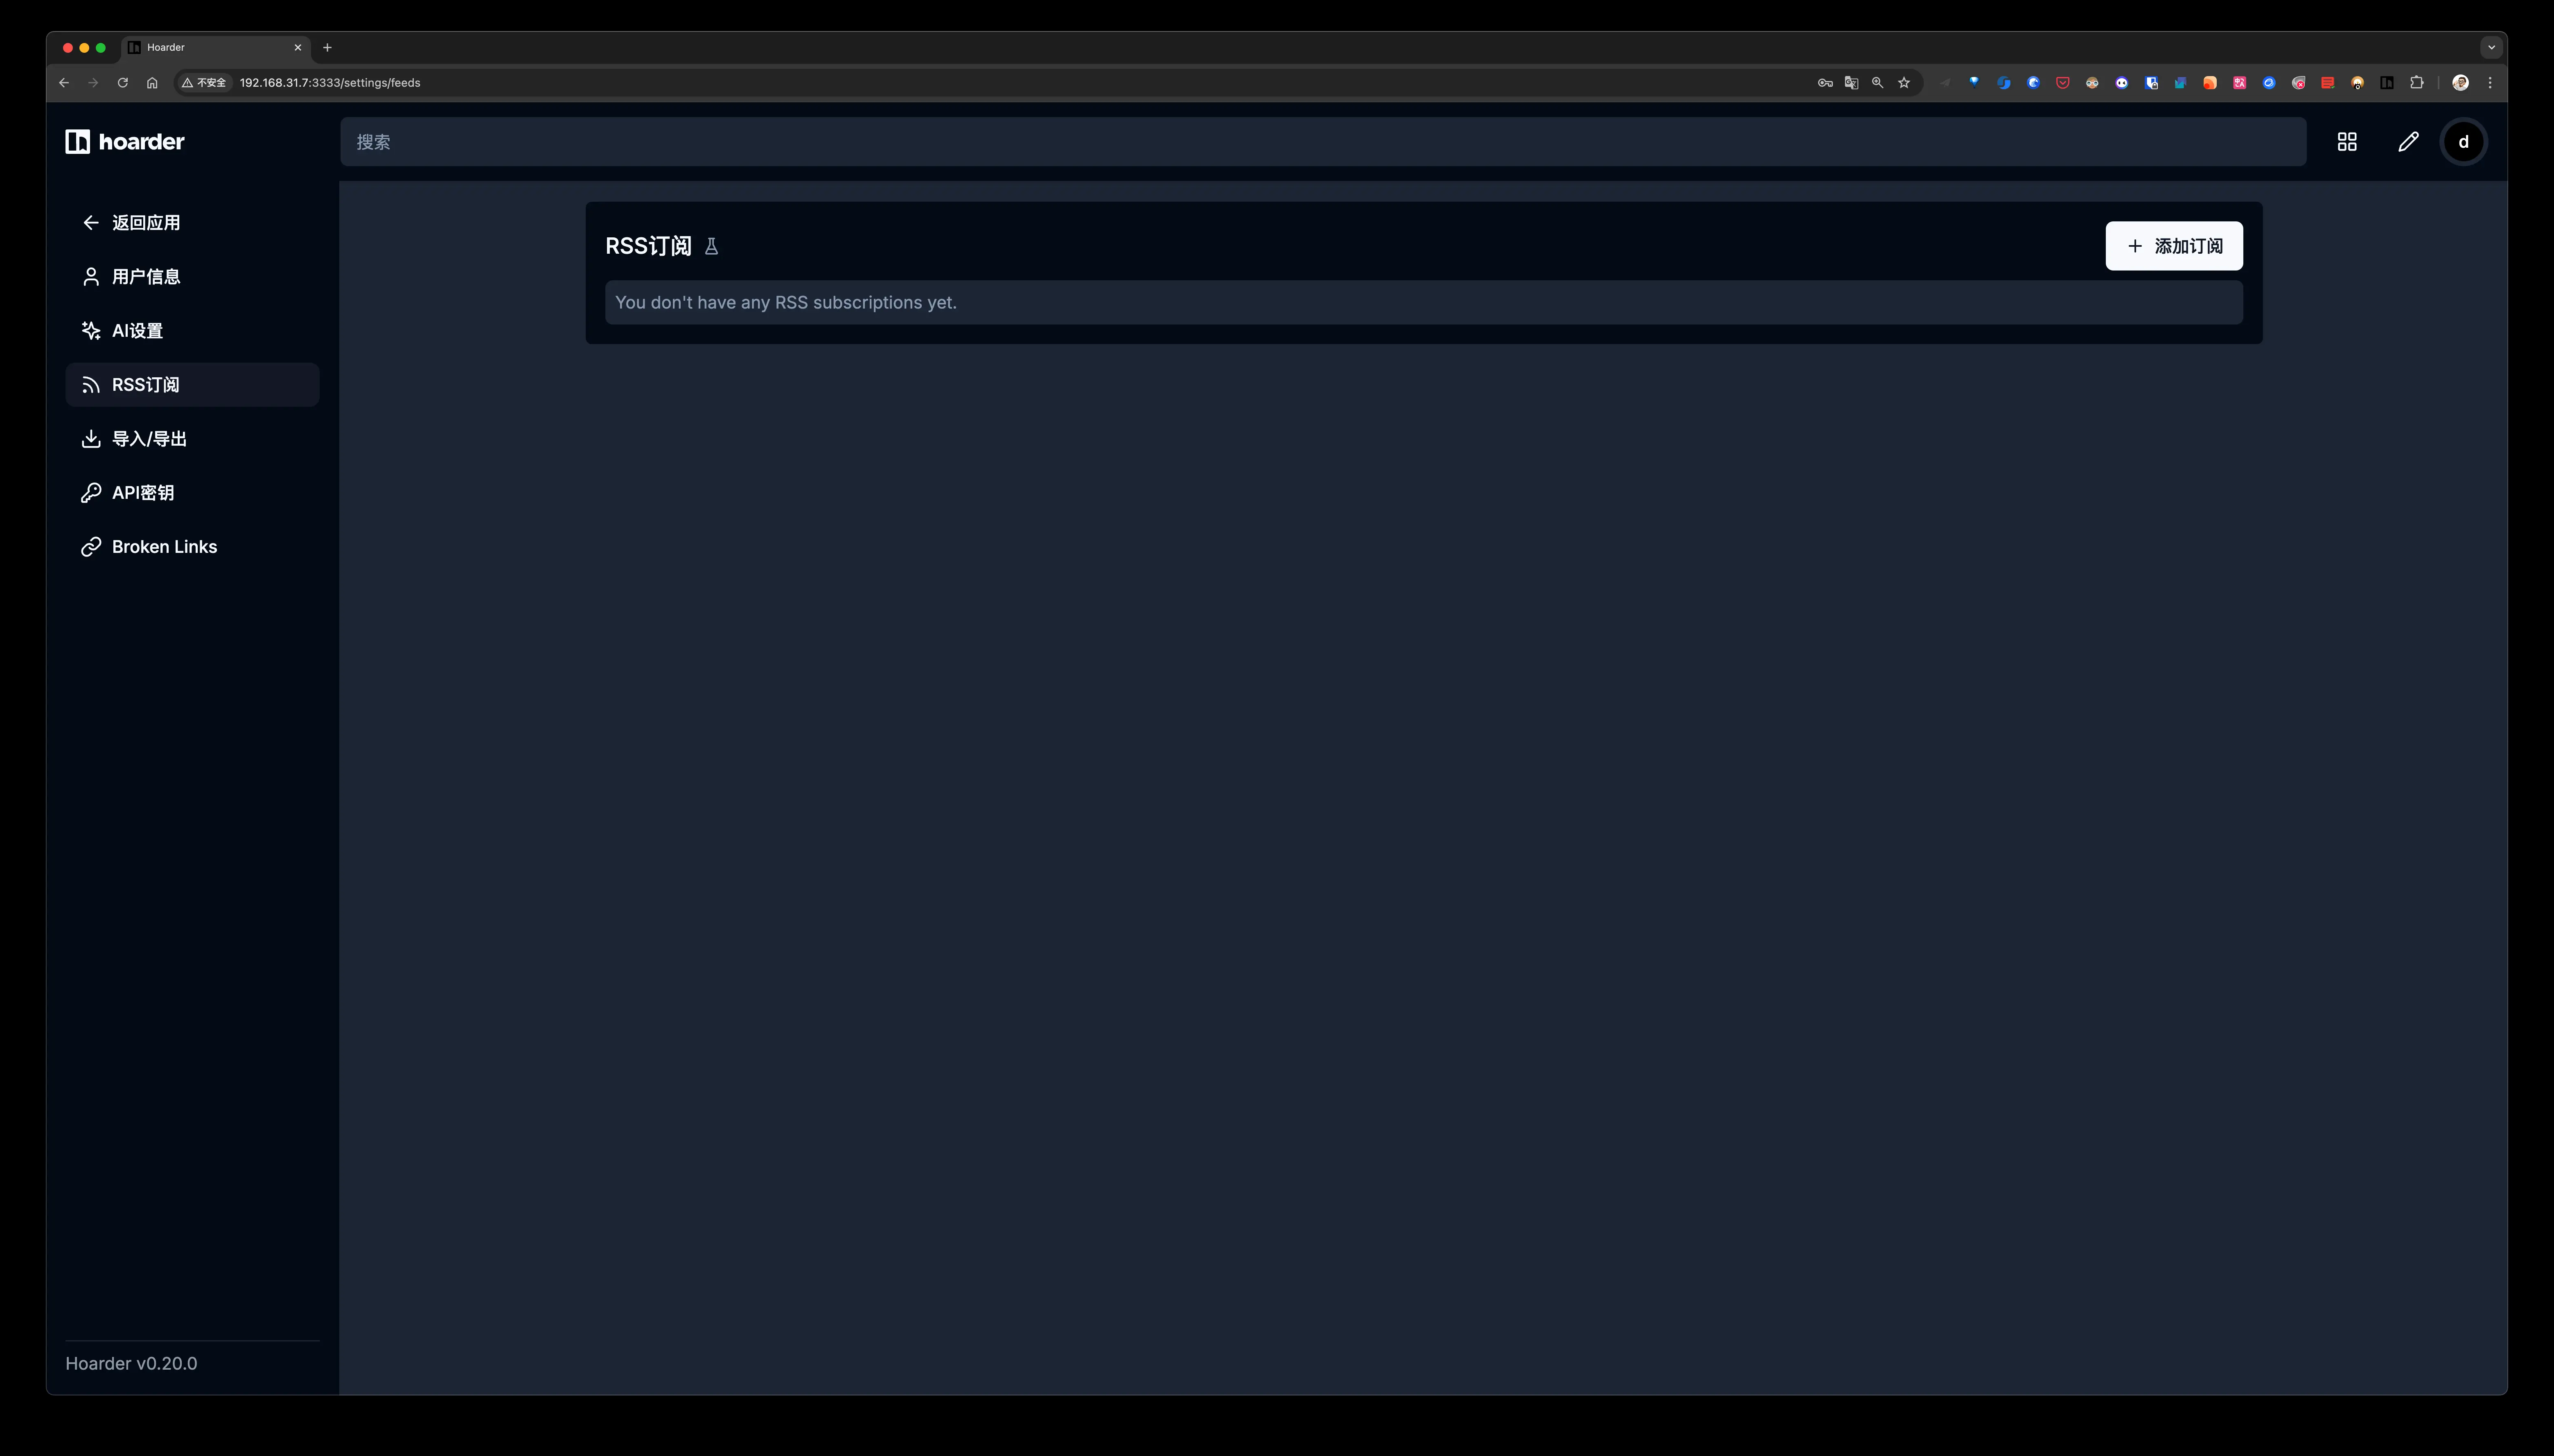 Hoarder
不安全
192.168.31.7:3333/settings/feeds
hoarder
搜索
d
返回应用
用户信息
AI设置
RSS订阅
导入/导出
API密钥
Broken Links
RSS订阅
添加订阅
You don't have any RSS subscriptions yet.
Hoarder v0.20.0